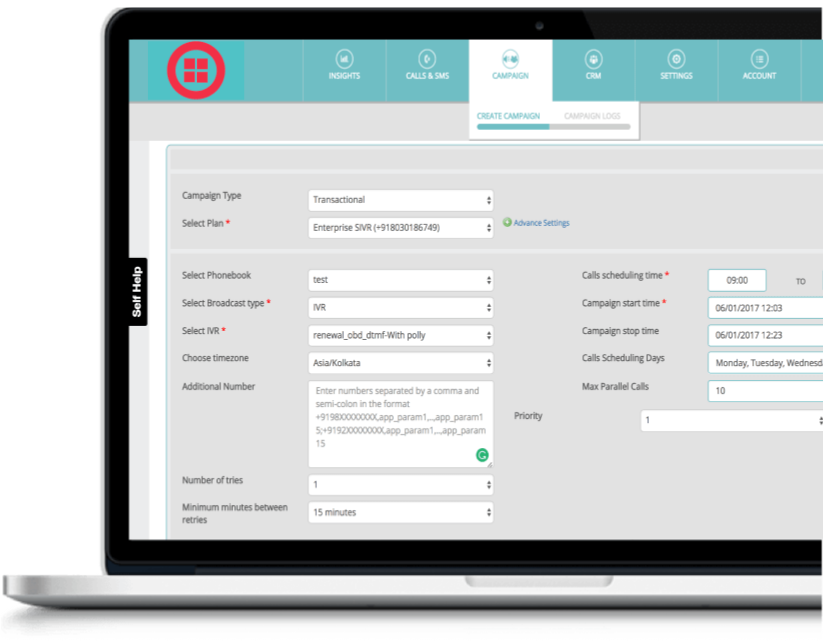 INSIGHTS
CALLS & SMS
CAMPAIGN
CRM
SETTINGS
ACCOUNT
CREATE CAMPAIGN
CAMPAIGN LOGS
Campaign Type
Transactional
Select Plan *
Enterprise SIVR (+918030186749)
Advance Settings
Self Help
Select Phonebook
test
Calls scheduling time *
09:00
TO
Select Broadcast type *
IVR
Campaign start time *
06/01/2017 12:03
Select IVR *
renewal_obd_dtmf-With polly
Campaign stop time
06/01/2017 12:23
Choose timezone
Asia/Kolkata
Calls Scheduling Days
Monday, Tuesday, Wednesd
Additional Number
Enter numbers separated by a comma and
semi-colon in the format
+9198XXXXXXXX,app_param1,..,app_param1
5;+9192XXXXXXXX,app_param1,..,app_param
15
Max Parallel Calls
10
Priority
1
Number of tries
1
Minimum minutes between
retries
15 minutes